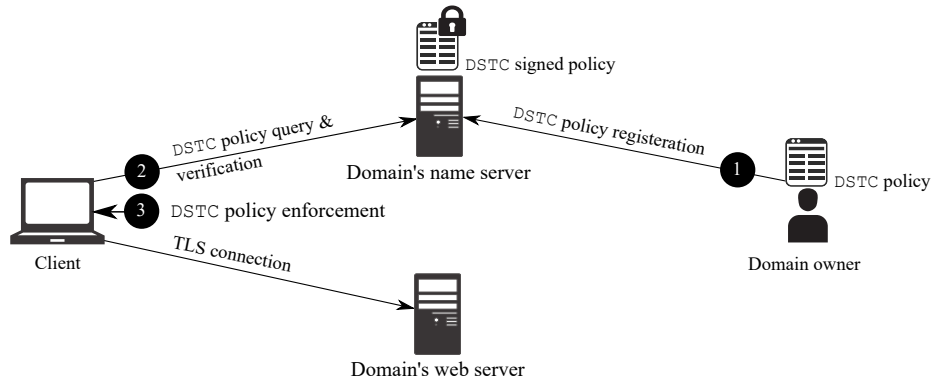 DSTC signed policy
DSTC policy registeration
1
DSTC policy
Domain owner
DSTC policy query &
verification
2
Domain's name server
3
DSTC policy enforcement
Client
TLS connection
Domain's web server